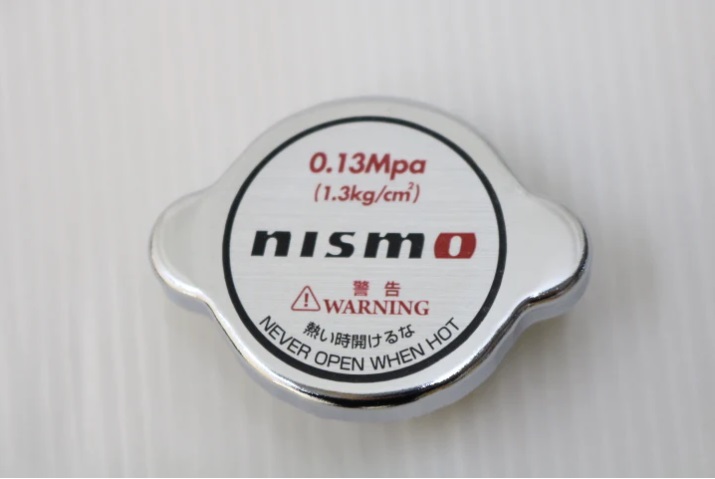 0.13Mpa
(1.3kg/cm²)
nismo
警告
WARNING
熱い時開けるな
NEVER OPEN WHEN HOT